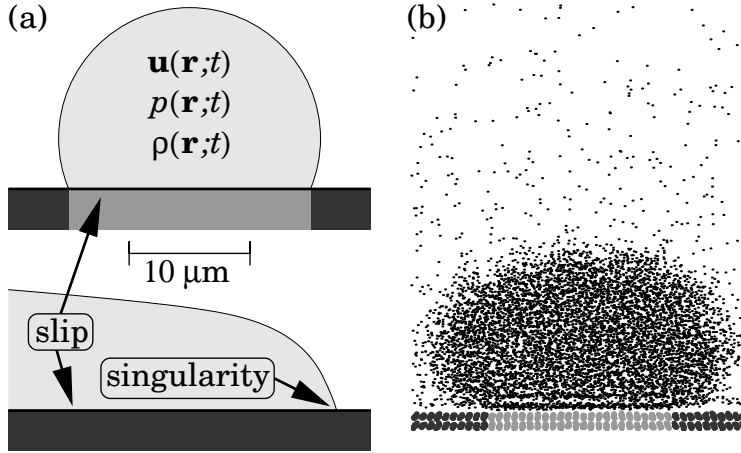 (a)
u(r;t)
p(r;t)
ρ(r;t)
10 μm
slip
singularity
(b)